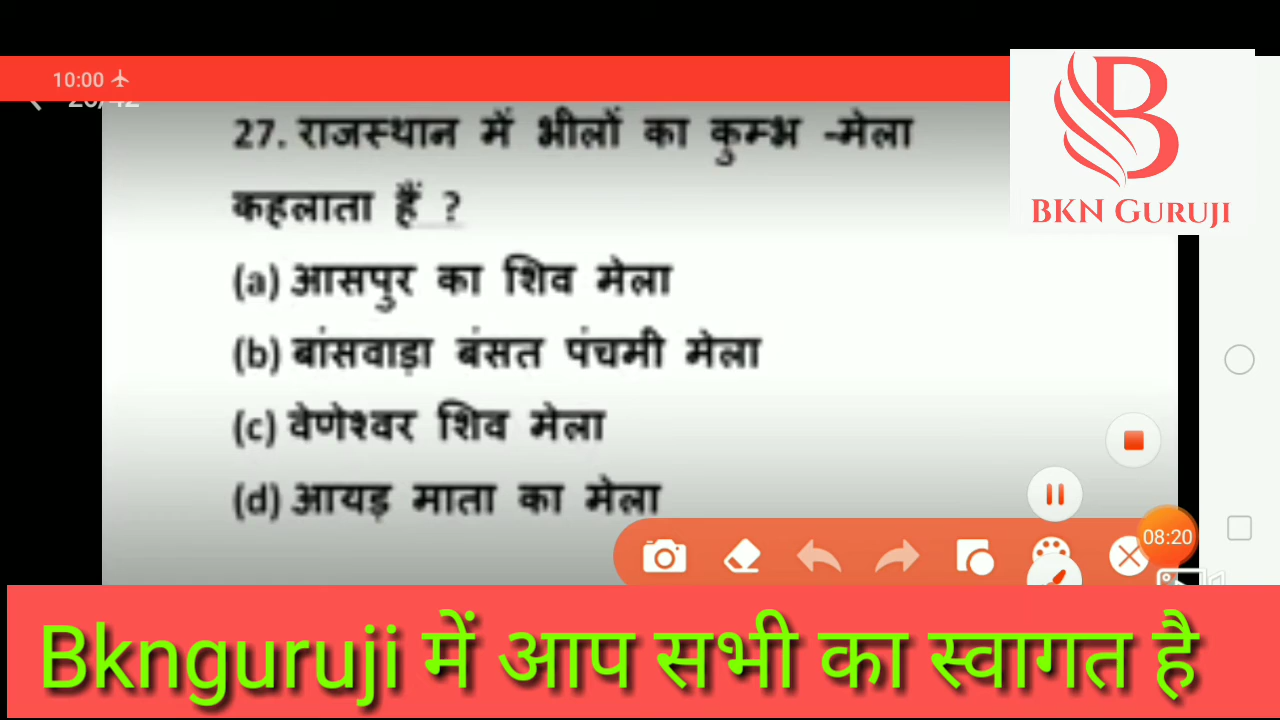 10:00
27. राजस्थान में भीलों का कुम्भ -मेला
कहलाता हैं ?
(a) आसपुर का शिव मेला
(b) बांसवाड़ा बंसत पंचमी मेला
(c) वेणेश्वर शिव मेला
(d) आयड़ माता का मेला
B
BKN GURUJI
08:20
Bknguruji में आप सभी का स्वागत है